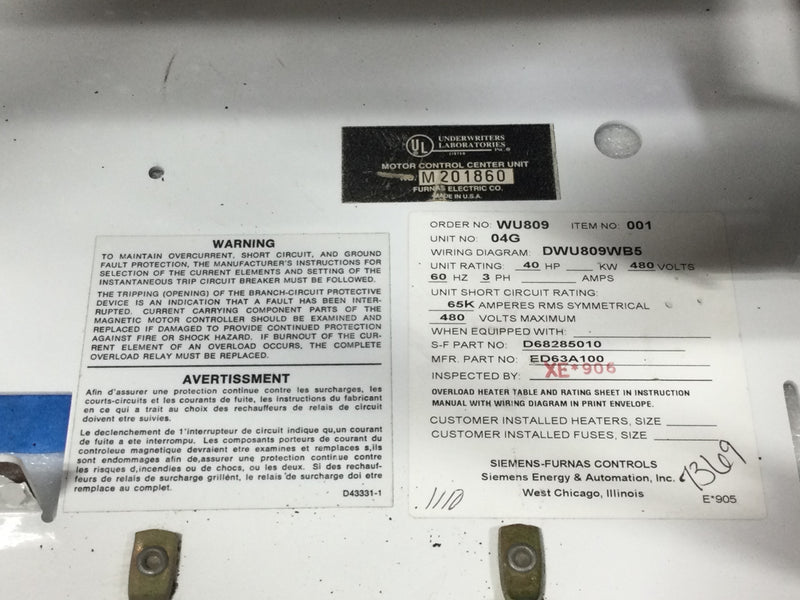 UL UNDERWRITERS
LABORATORIES
INC.®
LISTED
MOTOR CONTROL CENTER UNIT
NO. M 201860
FURNAS ELECTRIC CO.
MADE IN U.S.A.
WARNING
TO MAINTAIN OVERCURRENT, SHORT CIRCUIT, AND GROUND
FAULT PROTECTION, THE MANUFACTURER'S INSTRUCTIONS FOR
SELECTION OF THE CURRENT ELEMENTS AND SETTING OF THE
INSTANTANEOUS TRIP CIRCUIT BREAKER MUST BE FOLLOWED.
THE TRIPPING (OPENING) OF THE BRANCH-CIRCUIT PROTECTIVE
DEVICE IS AN INDICATION THAT A FAULT HAS BEEN INTER-
RUPTED. CURRENT CARRYING COMPONENT PARTS OF THE
MAGNETIC MOTOR CONTROLLER SHOULD BE EXAMINED AND
REPLACED IF DAMAGED TO PROVIDE CONTINUED PROTECTION
AGAINST FIRE OR SHOCK HAZARD. IF BURNOUT OF THE CUR-
RENT ELEMENT OF AN OVERLOAD OCCURS, THE COMPLETE
OVERLOAD RELAY MUST BE REPLACED.
AVERTISSMENT
Afin d'assurer une protection continue contre les surcharges, les
courts-circuits et les courants de fuite, les instructions du fabricant
en ce qui a trait au choix des rechauffeurs de relais de circuit
doivent etre suivies.
Le declenchement de 1'interrupteur de circuit indique qu,un courant
de fuite a ete interrompu. Les composants porteurs de courant du
controleue magnetique devraient etre examines et remplaces s,ils
sont endommages afin de,assurer une protection continue contre
les risques d,incendies ou de chocs, ou les deux. Si des rechauf-
feurs de relais de surcharge grillént, le relais de surcharge doi etre
remplace au complet.
D43331-1
ORDER NO: WU809 ITEM NO: 001
UNIT NO: 04G
WIRING DIAGRAM: DWU809WB5
UNIT RATING: 40 HP ___ KW 480 VOLTS
60 HZ 3 PH ___ AMPS
UNIT SHORT CIRCUIT RATING:
65K AMPERES RMS SYMMETRICAL
480 VOLTS MAXIMUM
WHEN EQUIPPED WITH:
S-F PART NO: D68285010
MFR. PART NO: ED63A100
INSPECTED BY: XE*906
OVERLOAD HEATER TABLE AND RATING SHEET IN INSTRUCTION
MANUAL WITH WIRING DIAGRAM IN PRINT ENVELOPE.
CUSTOMER INSTALLED HEATERS, SIZE ______
CUSTOMER INSTALLED FUSES, SIZE ______
SIEMENS-FURNAS CONTROLS
Siemens Energy & Automation, Inc.
West Chicago, Illinois
E*905
1110
7369